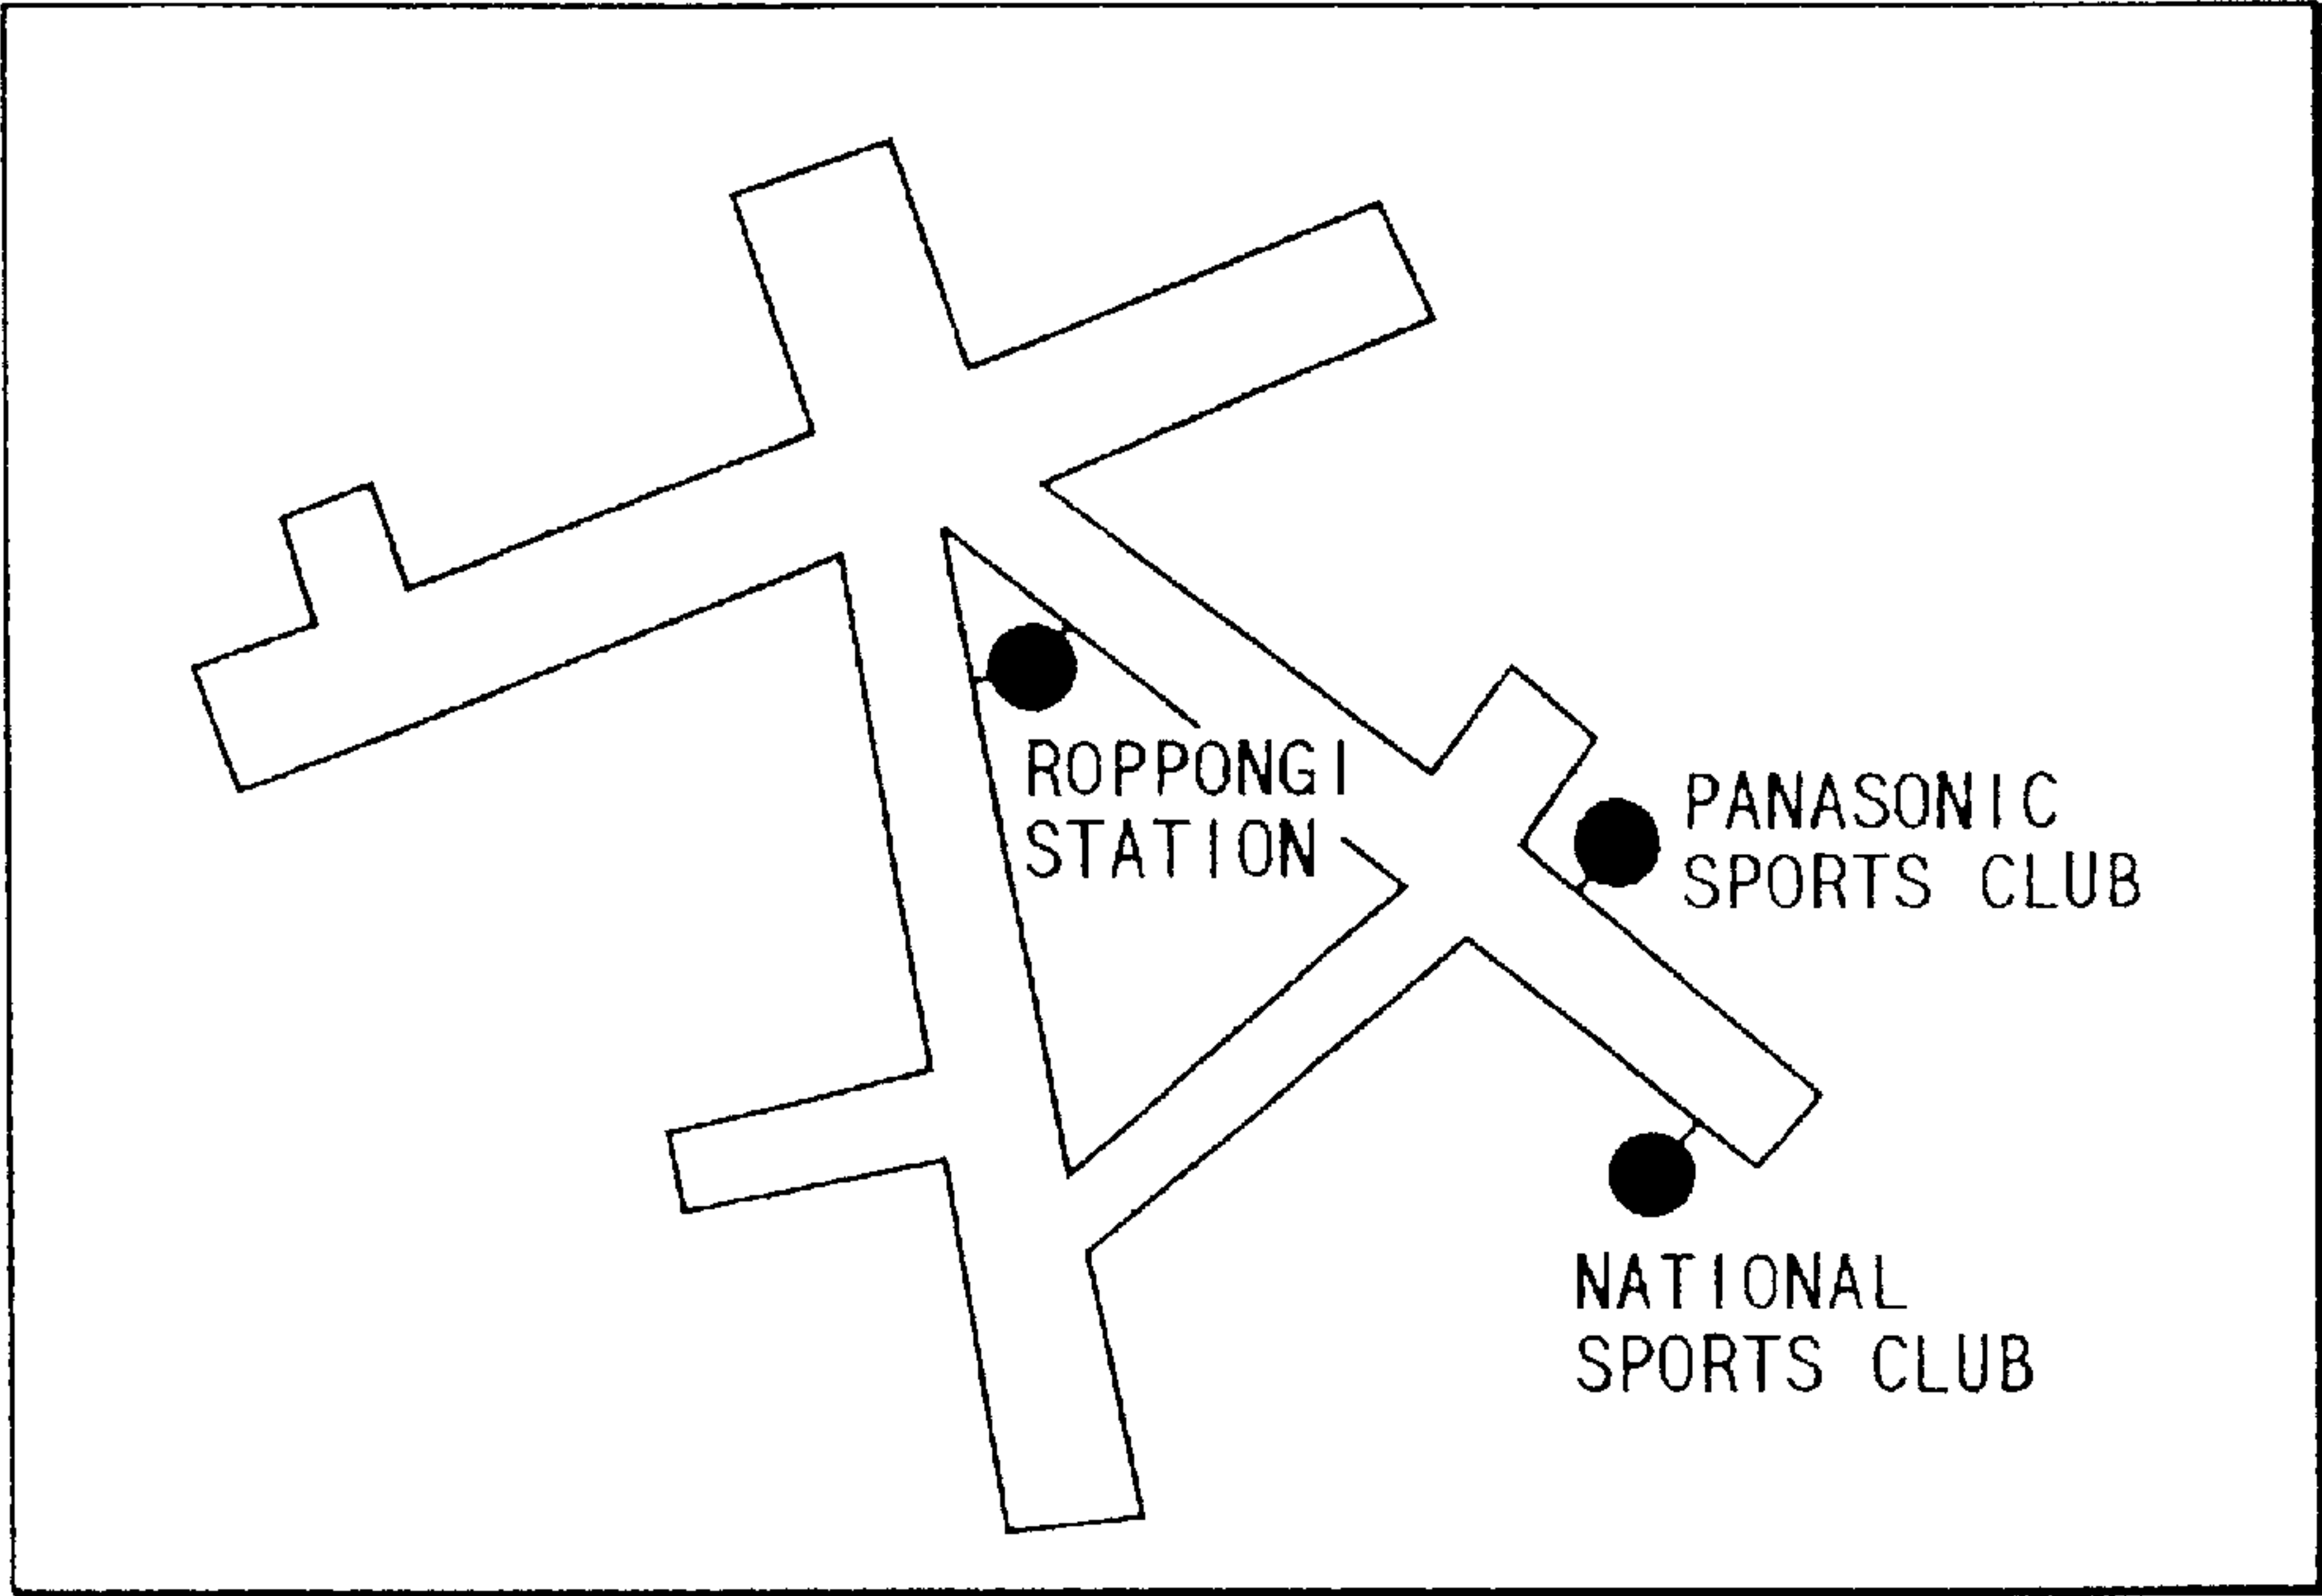 ROPPONGI
STATION
PANASONIC
SPORTS CLUB
NATIONAL
SPORTS CLUB